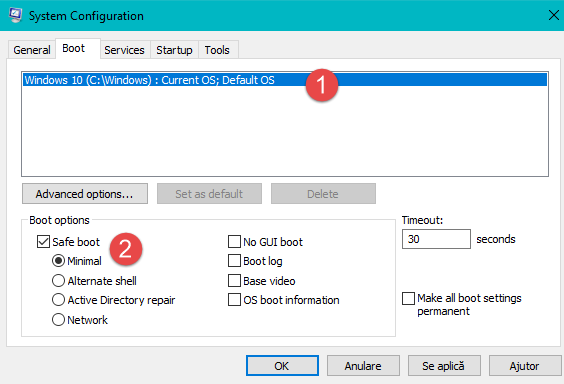 System Configuration
General Boot Services Startup Tools
Windows 10 (C:\Windows) : Current OS; Default OS
1
Advanced options... Set as default Delete
Boot options
Timeout:
Safe boot
2
No GUI boot
30 seconds
Minimal
Boot log
Alternate shell
Base video
Active Directory repair
OS boot information
Make all boot settings
permanent
Network
OK Anulare Se aplică Ajutor